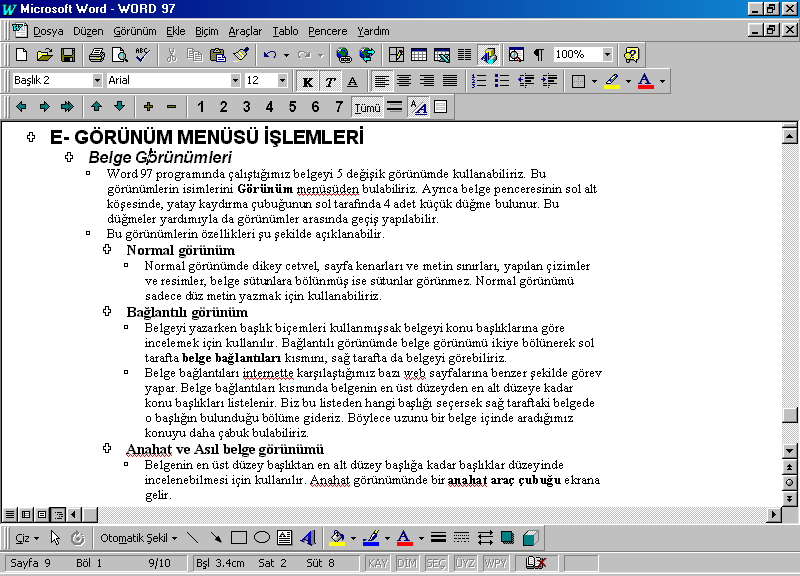 Microsoft Word - WORD 97
Dosya Düzen Görünüm Ekle Biçim Araçlar Tablo Pencere Yardım
100%
Başlık 2 Arial 12 K T A
1 2 3 4 5 6 7 Tümü
E- GÖRÜNÜM MENÜSÜ İŞLEMLERİ
Belge Görünümleri
Word 97 programında çalıştığımız belgeyi 5 değişik görünümde kullanabiliriz. Bu
görünümlerin isimlerini Görünüm menüsüden bulabiliriz. Ayrıca belge penceresinin sol alt
köşesinde, yatay kaydırma çubuğunun sol tarafında 4 adet küçük düğme bulunur. Bu
düğmeler yardımıyla da görünümler arasında geçiş yapılabilir.
Bu görünümlerin özellikleri şu şekilde açıklanabilir.
Normal görünüm
Normal görünümde dikey cetvel, sayfa kenarları ve metin sınırları, yapılan çizimler
ve resimler, belge sütunlara bölünmüş ise sütunlar görünmez. Normal görünümü
sadece düz metin yazmak için kullanabiliriz.
Bağlantılı görünüm
Belgeyi yazarken başlık biçemleri kullanmışsak belgeyi konu başlıklarına göre
incelemek için kullanılır. Bağlantılı görünümde belge görünümü ikiye bölünerek sol
tarafta belge bağlantıları kısmını, sağ tarafta da belgeyi görebiliriz.
Belge bağlantıları internette karşılaştığımız bazı web sayfalarına benzer şekilde görev
yapar. Belge bağlantıları kısmında belgenin en üst düzeyden en alt düzeye kadar
konu başlıkları listelenir. Biz bu listeden hangi başlığı seçersek sağ taraftaki belgede
o başlığın bulunduğu bölüme gideriz. Böylece uzunu bir belge içinde aradığımız
konuyu daha çabuk bulabiliriz.
Anahat ve Asıl belge görünümü
Belgenin en üst düzey başlıktan en alt düzey başlığa kadar başlıklar düzeyinde
incelenebilmesi için kullanılır. Anahat görünümünde bir anahat araç çubuğu ekrana
gelir.
Çiz Otomatik Şekil
Sayfa 9 Böl 1 9/10 Bşl 3.4cm Sat 2 Süt 8 KAY DIM SEÇ ÜYZ WPY